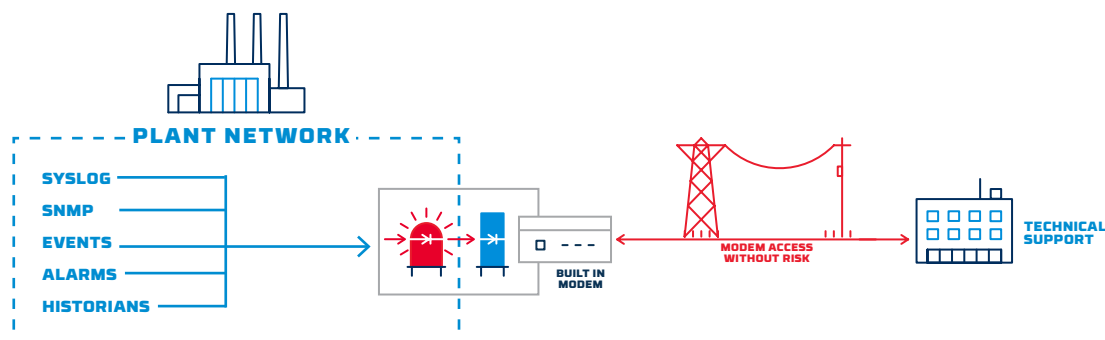 PLANT NETWORK
SYSLOG
SNMP
EVENTS
ALARMS
HISTORIANS
BUILT IN
MODEM
MODEM ACCESS
WITHOUT RISK
TECHNICAL
SUPPORT